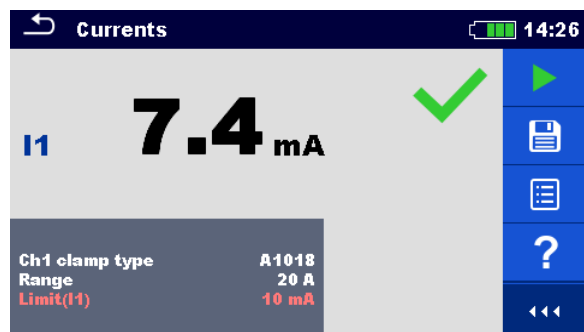 Currents 14:26
I1 7.4 mA
Ch1 clamp type A1018
Range 20 A
Limit(I1) 10 mA
?